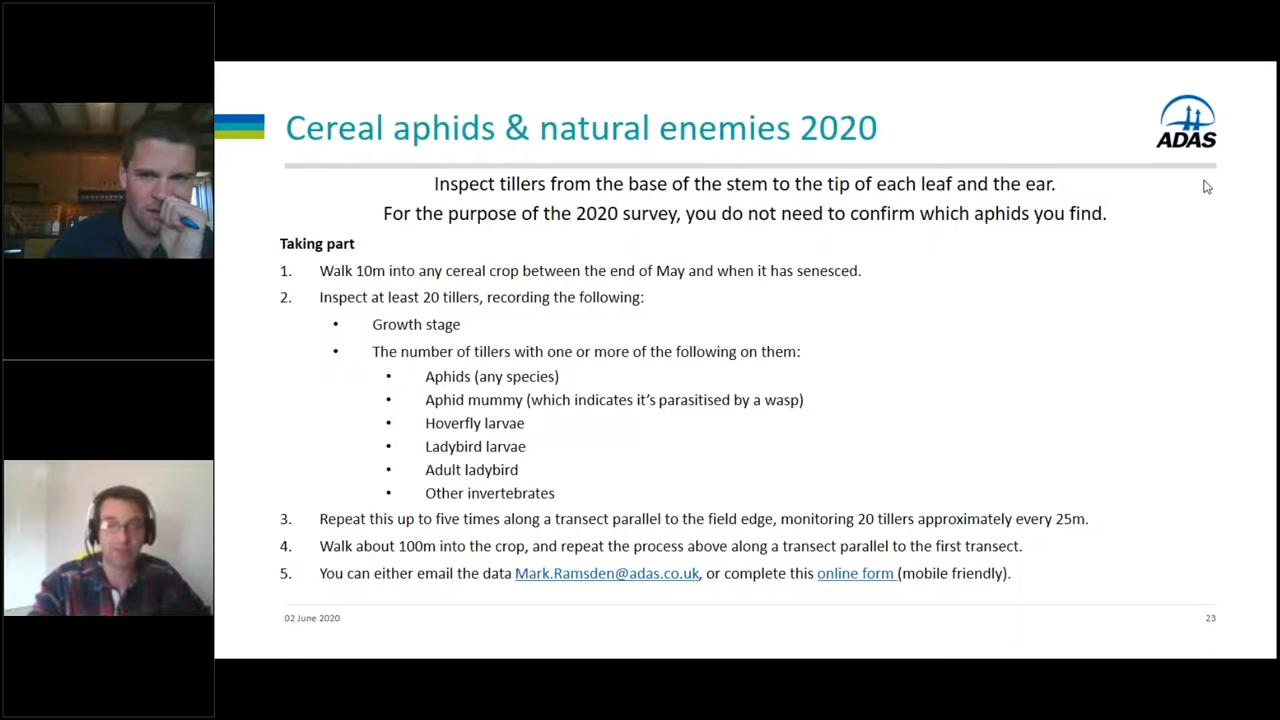 Cereal aphids & natural enemies 2020
ADAS
Inspect tillers from the base of the stem to the tip of each leaf and the ear.
For the purpose of the 2020 survey, you do not need to confirm which aphids you find.
Taking part
1. Walk 10m into any cereal crop between the end of May and when it has senesced.
2. Inspect at least 20 tillers, recording the following:
• Growth stage
• The number of tillers with one or more of the following on them:
• Aphids (any species)
• Aphid mummy (which indicates it’s parasitised by a wasp)
• Hoverfly larvae
• Ladybird larvae
• Adult ladybird
• Other invertebrates
3. Repeat this up to five times along a transect parallel to the field edge, monitoring 20 tillers approximately every 25m.
4. Walk about 100m into the crop, and repeat the process above along a transect parallel to the first transect.
5. You can either email the data Mark.Ramsden@adas.co.uk, or complete this online form (mobile friendly).
02 June 2020
23